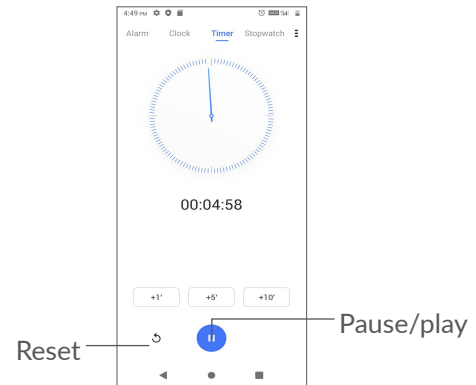 4:49 PM
Alarm Clock Timer Stopwatch
00:04:58
+1' +5' +10'
Pause/play
Reset